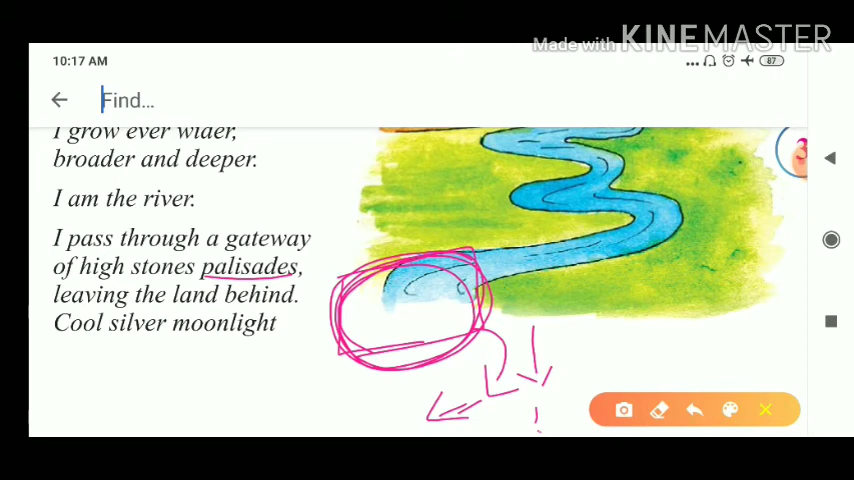 Made with KINEMASTER
10:17 AM
87
Find...
I grow ever wider,
broader and deeper.
I am the river.
I pass through a gateway
of high stones palisades,
leaving the land behind.
Cool silver moonlight